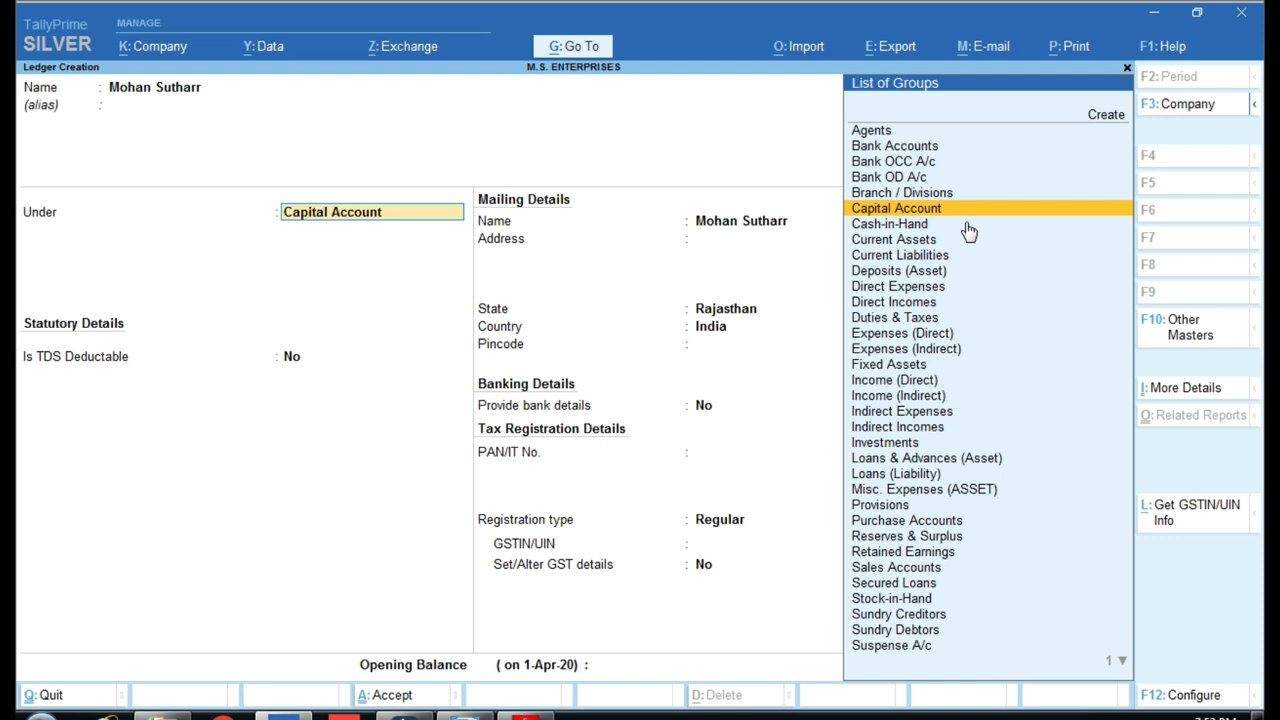 TallyPrime
MANAGE
SILVER
K: Company
Y: Data
Z: Exchange
G: Go To
O: Import
E: Export
M: E-mail
P: Print
F1: Help
Ledger Creation
M.S. ENTERPRISES
Name : Mohan Sutharr
(alias) :
Under : Capital Account
Statutory Details
Is TDS Deductable : No
Mailing Details
Name : Mohan Sutharr
Address :
State : Rajasthan
Country : India
Pincode :
Banking Details
Provide bank details : No
Tax Registration Details
PAN/IT No. :
Registration type : Regular
GSTIN/UIN :
Set/Alter GST details : No
Opening Balance ( on 1-Apr-20) :
List of Groups
Create
Agents
Bank Accounts
Bank OCC A/c
Bank OD A/c
Branch / Divisions
Capital Account
Cash-in-Hand
Current Assets
Current Liabilities
Deposits (Asset)
Direct Expenses
Direct Incomes
Duties & Taxes
Expenses (Direct)
Expenses (Indirect)
Fixed Assets
Income (Direct)
Income (Indirect)
Indirect Expenses
Indirect Incomes
Investments
Loans & Advances (Asset)
Loans (Liability)
Misc. Expenses (ASSET)
Provisions
Purchase Accounts
Reserves & Surplus
Retained Earnings
Sales Accounts
Secured Loans
Stock-in-Hand
Sundry Creditors
Sundry Debtors
Suspense A/c
1 ▼
F2: Period
F3: Company
F4
F5
F6
F7
F8
F9
F10: Other
Masters
I: More Details
O: Related Reports
L: Get GSTIN/UIN
Info
F12: Configure
Q: Quit
A: Accept
D: Delete